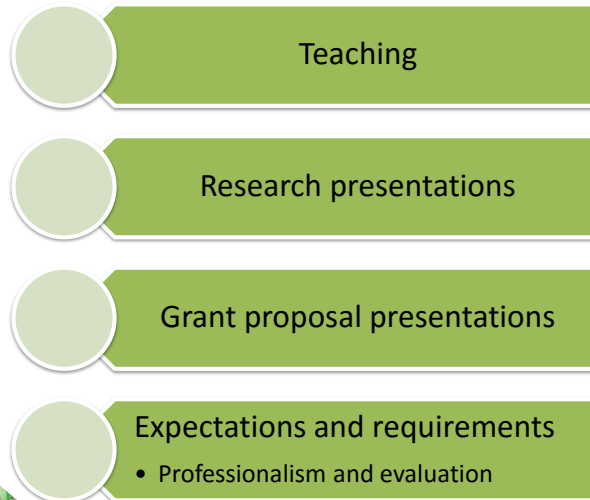 Teaching
Research presentations
Grant proposal presentations
Expectations and requirements
• Professionalism and evaluation